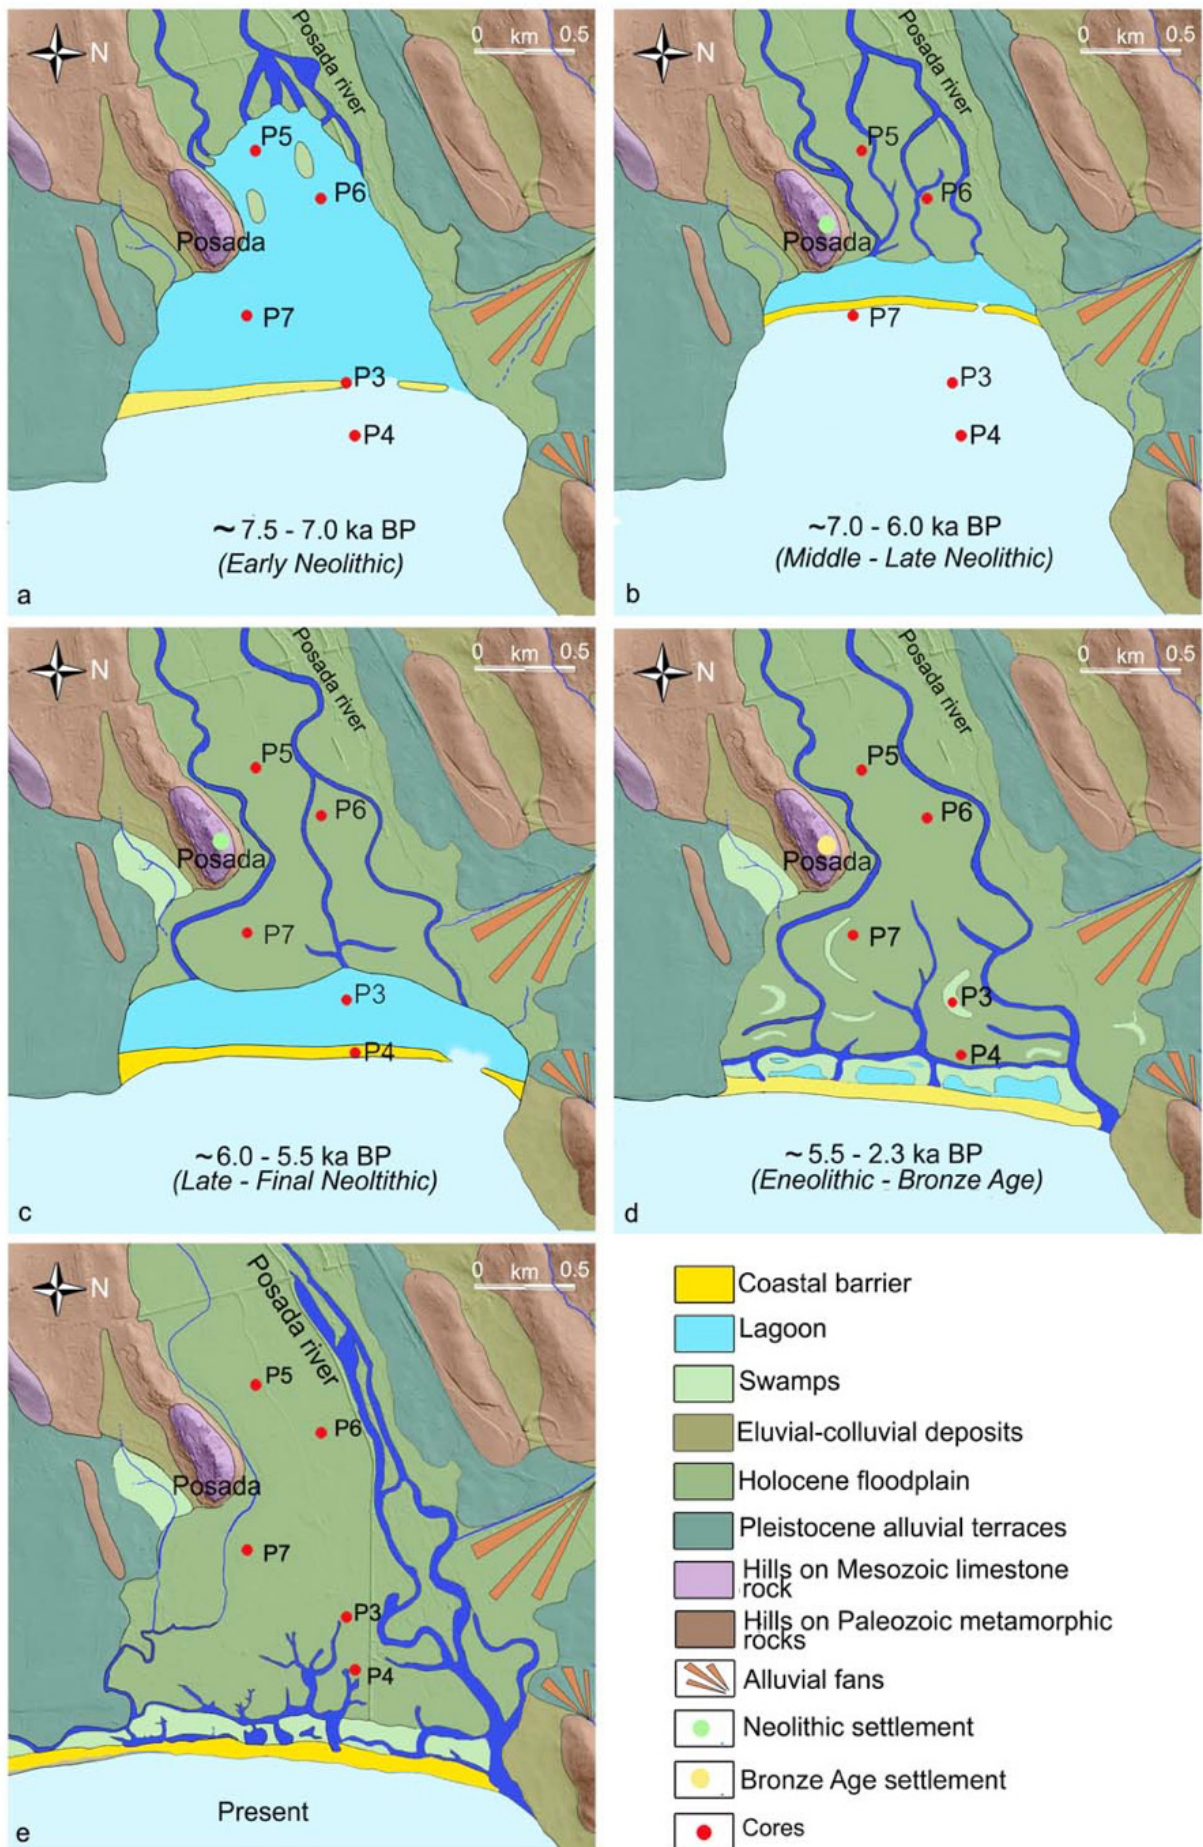 N
0 km 0.5
Posada river
P5
P6
Posada
P7
P3
P4
~ 7.5 - 7.0 ka BP
(Early Neolithic)
a
N
0 km 0.5
Posada river
P5
P6
Posada
P7
P3
P4
~7.0 - 6.0 ka BP
(Middle - Late Neolithic)
b
N
0 km 0.5
Posada river
P5
P6
Posada
P7
P3
P4
~6.0 - 5.5 ka BP
(Late - Final Neoltithic)
c
N
0 km 0.5
Posada river
P5
P6
Posada
P7
P3
P4
~ 5.5 - 2.3 ka BP
(Eneolithic - Bronze Age)
d
N
0 km 0.5
Posada river
P5
P6
Posada
P7
P3
P4
Present
e
Coastal barrier
Lagoon
Swamps
Eluvial-colluvial deposits
Holocene floodplain
Pleistocene alluvial terraces
Hills on Mesozoic limestone
rock
Hills on Paleozoic metamorphic
rocks
Alluvial fans
Neolithic settlement
Bronze Age settlement
Cores